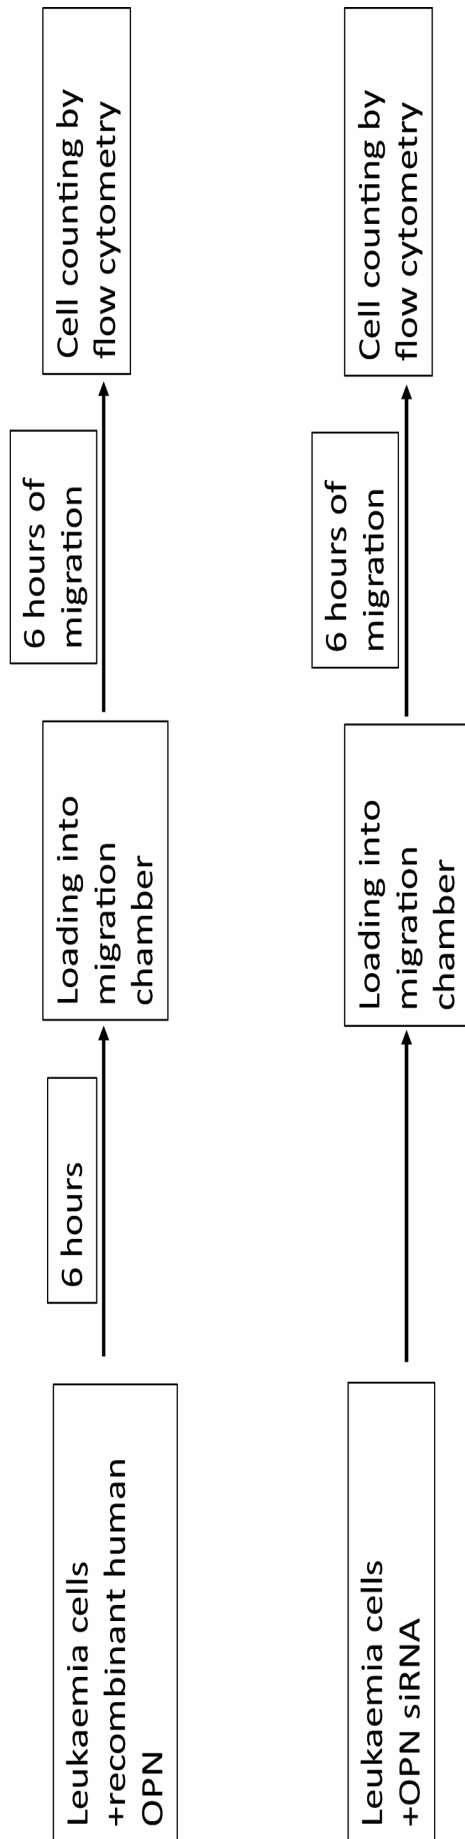 Leukaemia cells
+recombinant human
OPN
6 hours
Loading into
migration
chamber
6 hours of
migration
Cell counting by
flow cytometry
Leukaemia cells
+OPN siRNA
Loading into
migration
chamber
6 hours of
migration
Cell counting by
flow cytometry